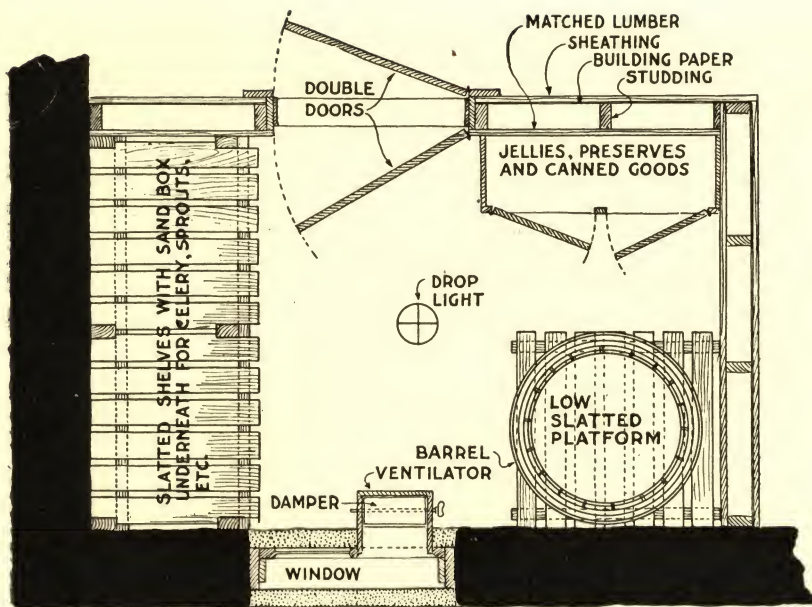 MATCHED LUMBER
SHEATHING
BUILDING PAPER
STUDDING
DOUBLE
DOORS
JELLIES, PRESERVES
AND CANNED GOODS
SLATTED SHELVES WITH SAND BOX
UNDERNEATH FOR CELERY, SPROUTS,
ETC.
DROP
LIGHT
LOW
SLATTED
PLATFORM
BARREL
VENTILATOR
DAMPER
WINDOW